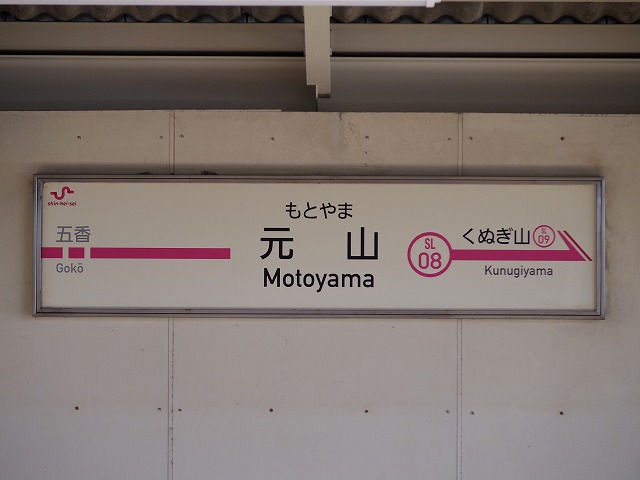 shin-kei-sei
五香
Gokō
もとやま
元 山
Motoyama
SL
08
くぬぎ山
SL
09
Kunugiyama